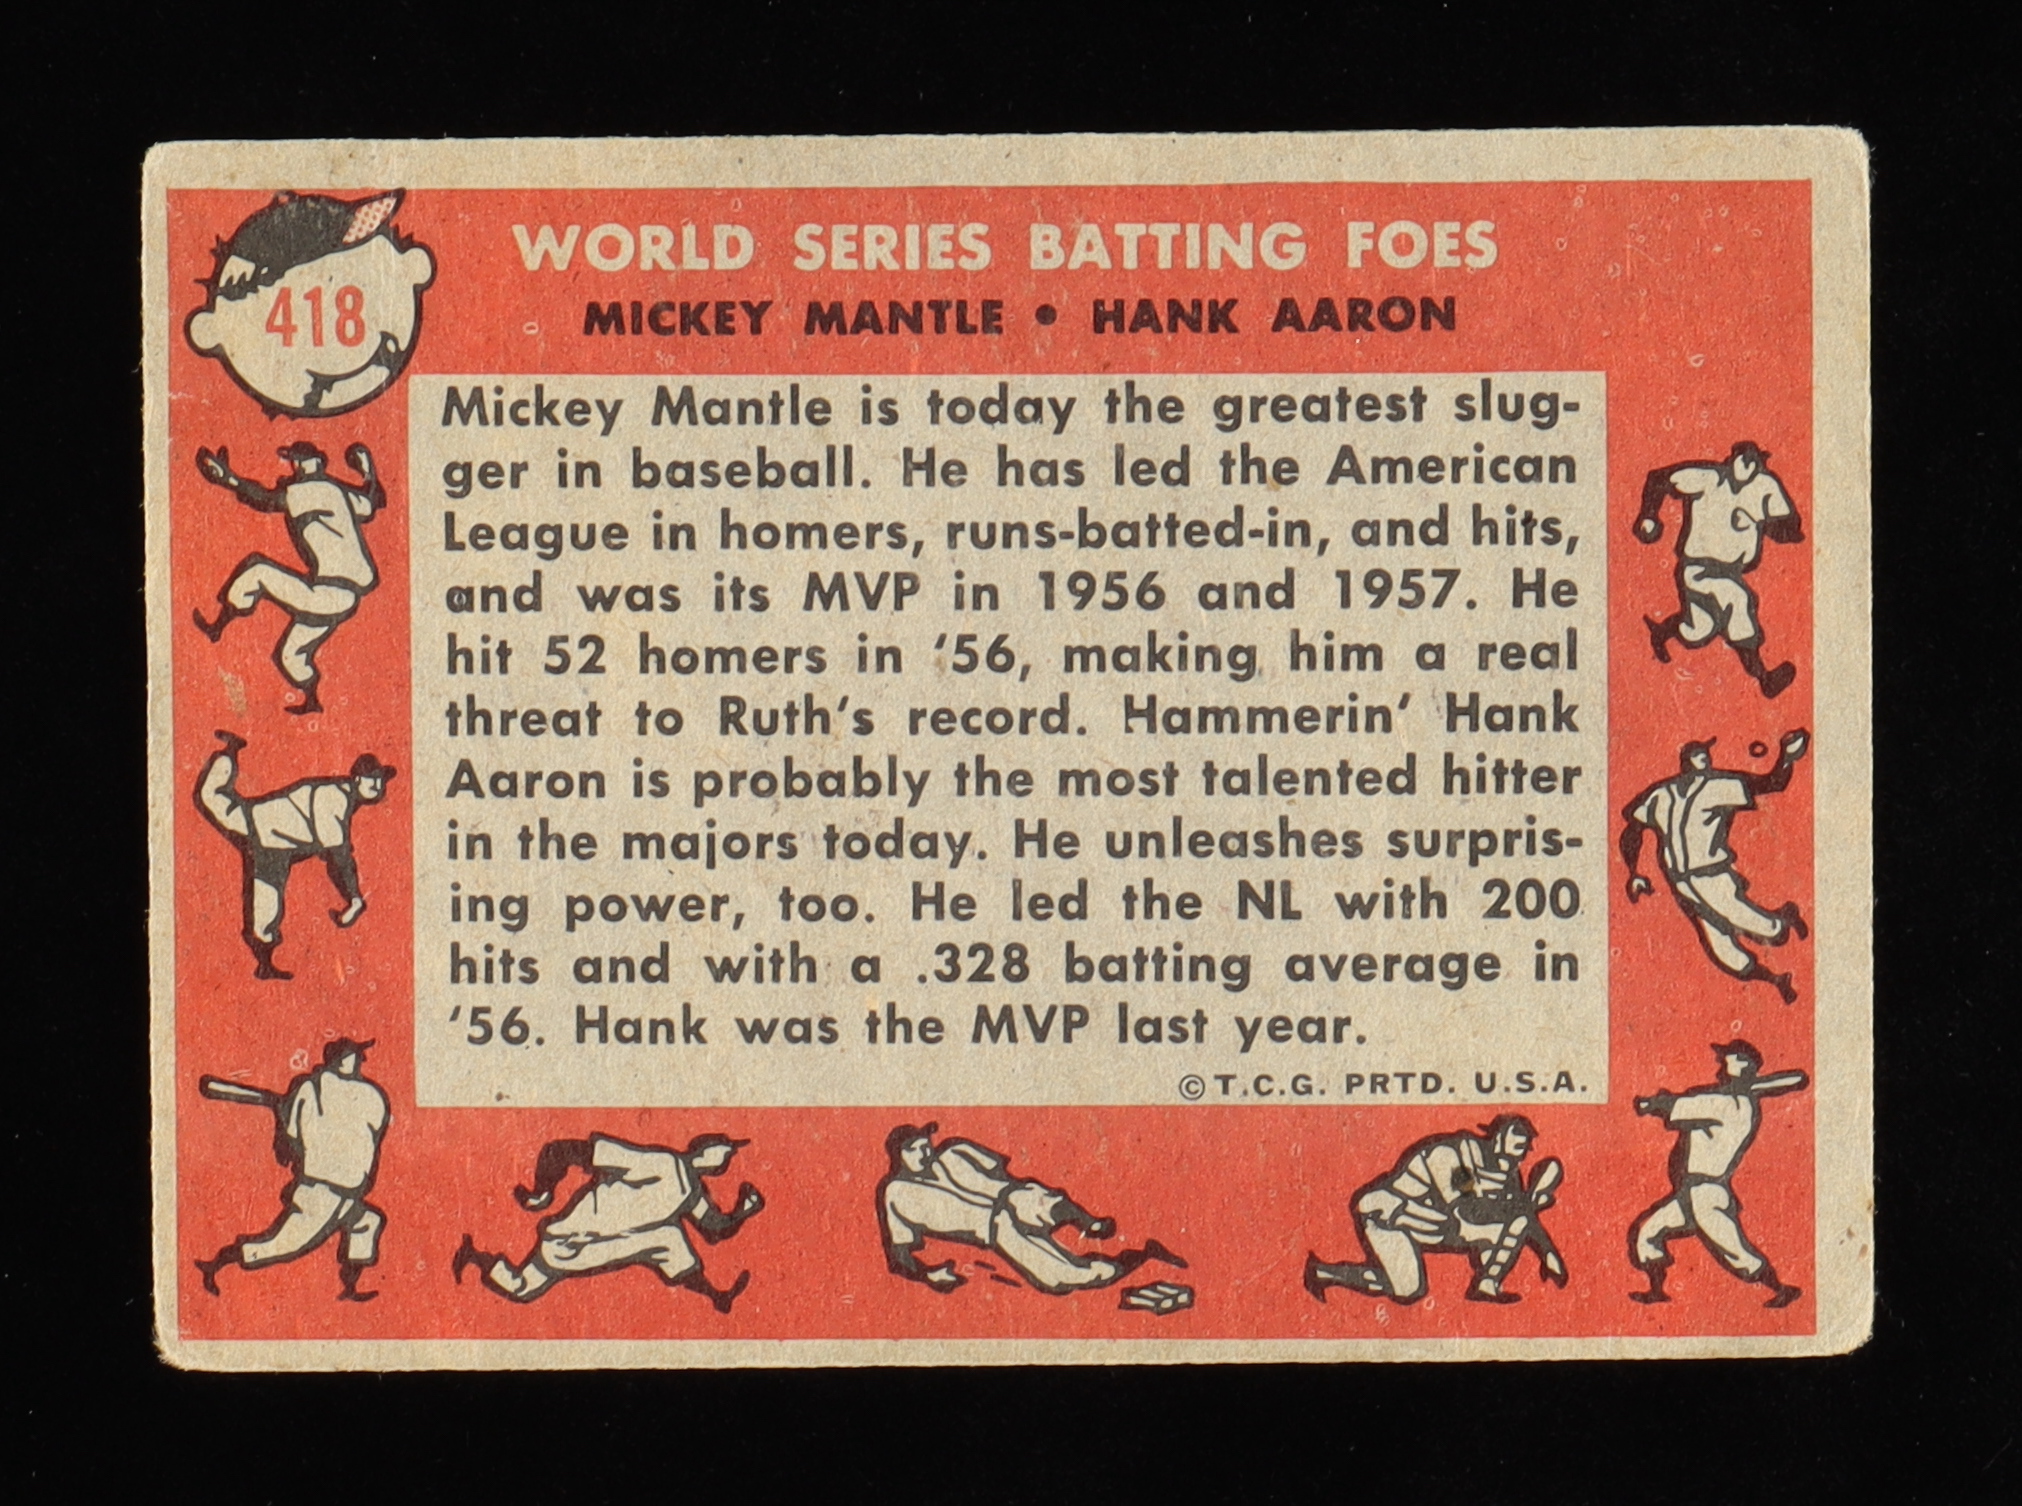 418
WORLD SERIES BATTING FOES
MICKEY MANTLE • HANK AARON
Mickey Mantle is today the greatest slug-
ger in baseball. He has led the American
League in homers, runs-batted-in, and hits,
and was its MVP in 1956 and 1957. He
hit 52 homers in '56, making him a real
threat to Ruth's record. Hammerin' Hank
Aaron is probably the most talented hitter
in the majors today. He unleashes surpris-
ing power, too. He led the NL with 200
hits and with a .328 batting average in
'56. Hank was the MVP last year.
© T.C.G. PRTD. U.S.A.